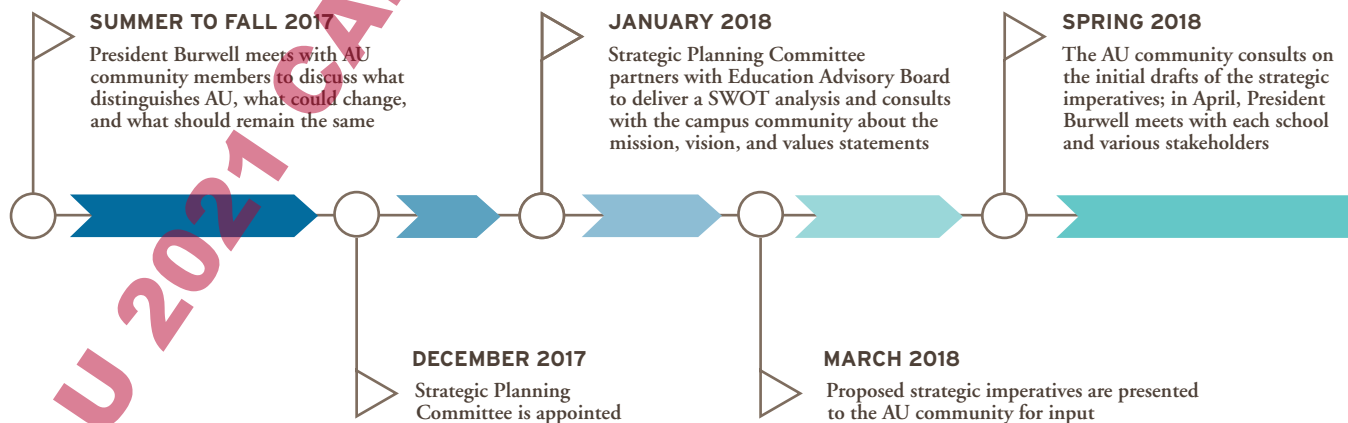 SUMMER TO FALL 2017
President Burwell meets with AU
community members to discuss what
distinguishes AU, what could change,
and what should remain the same
DECEMBER 2017
Strategic Planning
Committee is appointed
JANUARY 2018
Strategic Planning Committee
partners with Education Advisory Board
to deliver a SWOT analysis and consults
with the campus community about the
mission, vision, and values statements
MARCH 2018
Proposed strategic imperatives are presented
to the AU community for input
SPRING 2018
The AU community consults on
the initial drafts of the strategic
imperatives; in April, President
Burwell meets with each school
and various stakeholders
U 2021 CA